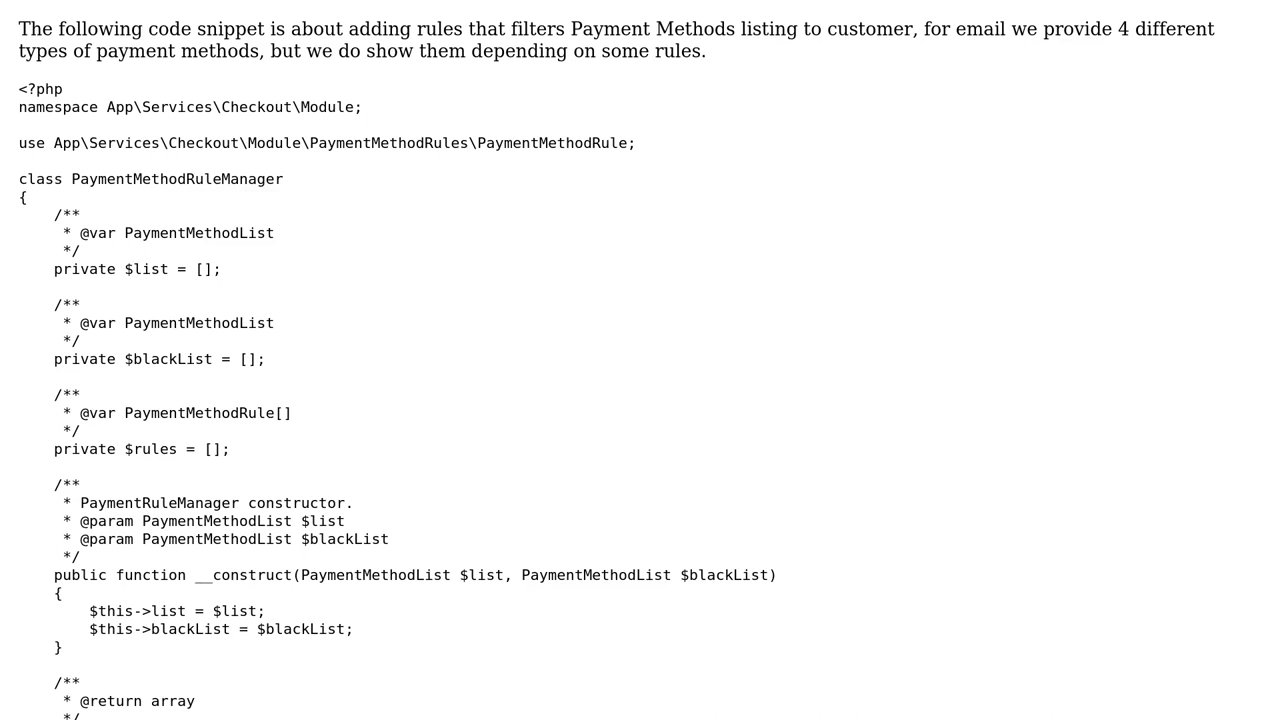 The following code snippet is about adding rules that filters Payment Methods listing to customer, for email we provide 4 different
types of payment methods, but we do show them depending on some rules.
<?php
namespace App\Services\Checkout\Module;
use App\Services\Checkout\Module\PaymentMethodRules\PaymentMethodRule;
class PaymentMethodRuleManager
{
    /**
     * @var PaymentMethodList
     */
    private $list = [];
    /**
     * @var PaymentMethodList
     */
    private $blackList = [];
    /**
     * @var PaymentMethodRule[]
     */
    private $rules = [];
    /**
     * PaymentRuleManager constructor.
     * @param PaymentMethodList $list
     * @param PaymentMethodList $blackList
     */
    public function __construct(PaymentMethodList $list, PaymentMethodList $blackList)
    {
        $this->list = $list;
        $this->blackList = $blackList;
    }
    /**
     * @return array
     */